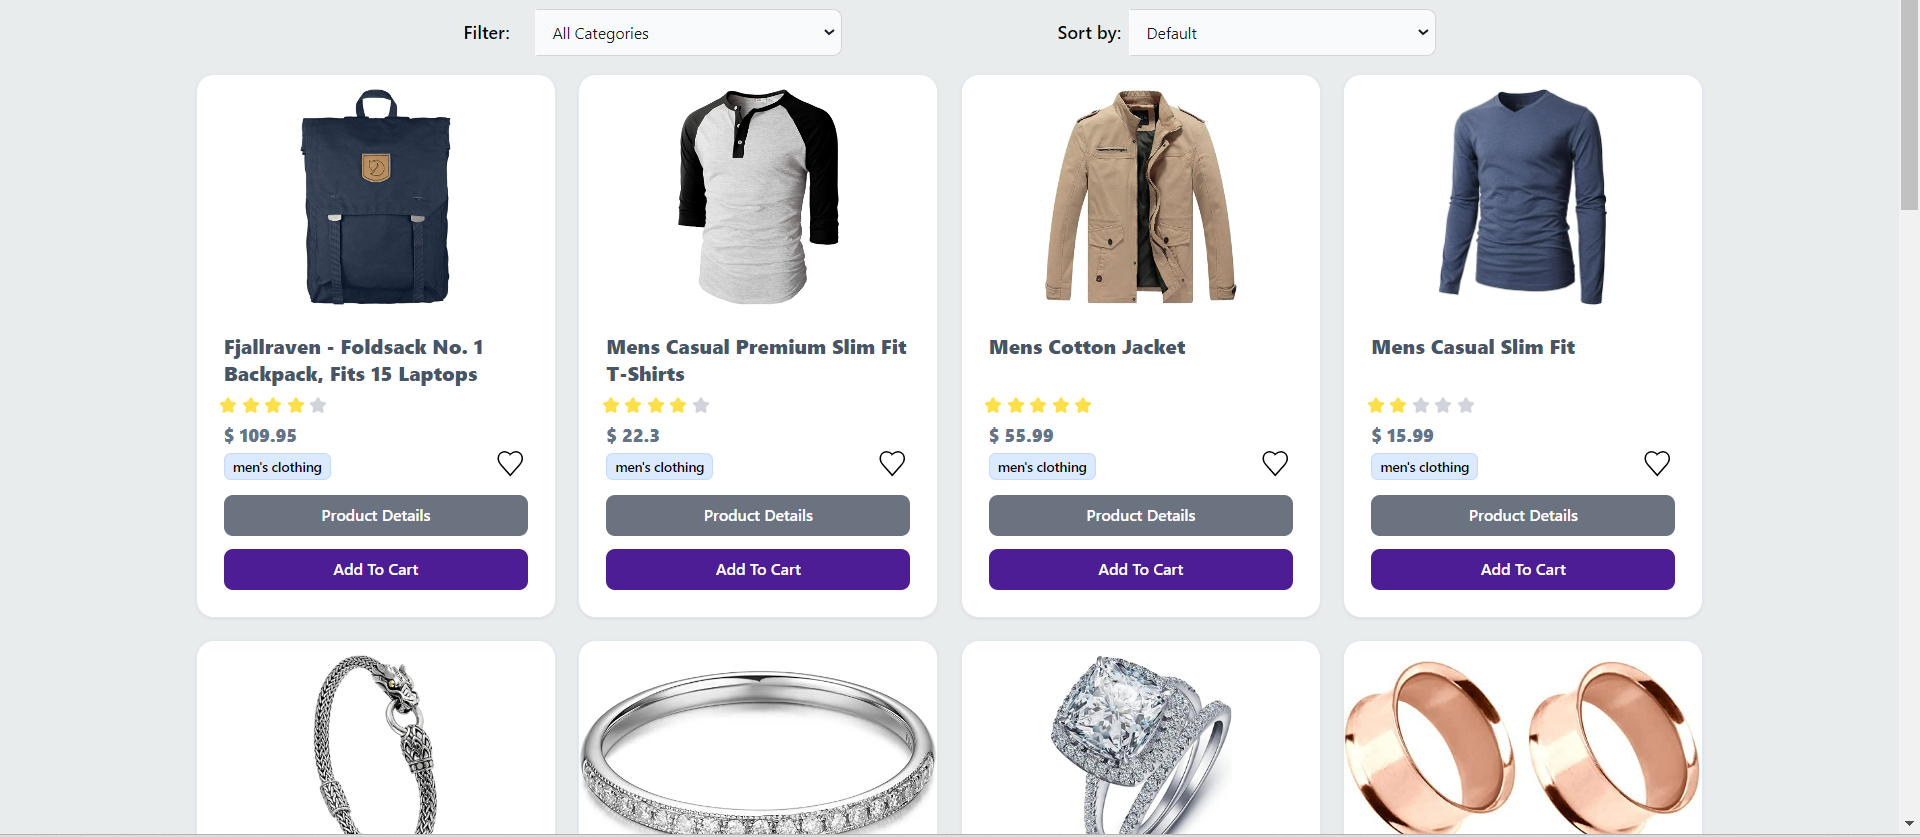 Filter: All Categories Sort by: Default
Fjallraven - Foldsack No. 1
Backpack, Fits 15 Laptops
$ 109.95
men's clothing
Product Details
Add To Cart
Mens Casual Premium Slim Fit
T-Shirts
$ 22.3
men's clothing
Product Details
Add To Cart
Mens Cotton Jacket
$ 55.99
men's clothing
Product Details
Add To Cart
Mens Casual Slim Fit
$ 15.99
men's clothing
Product Details
Add To Cart